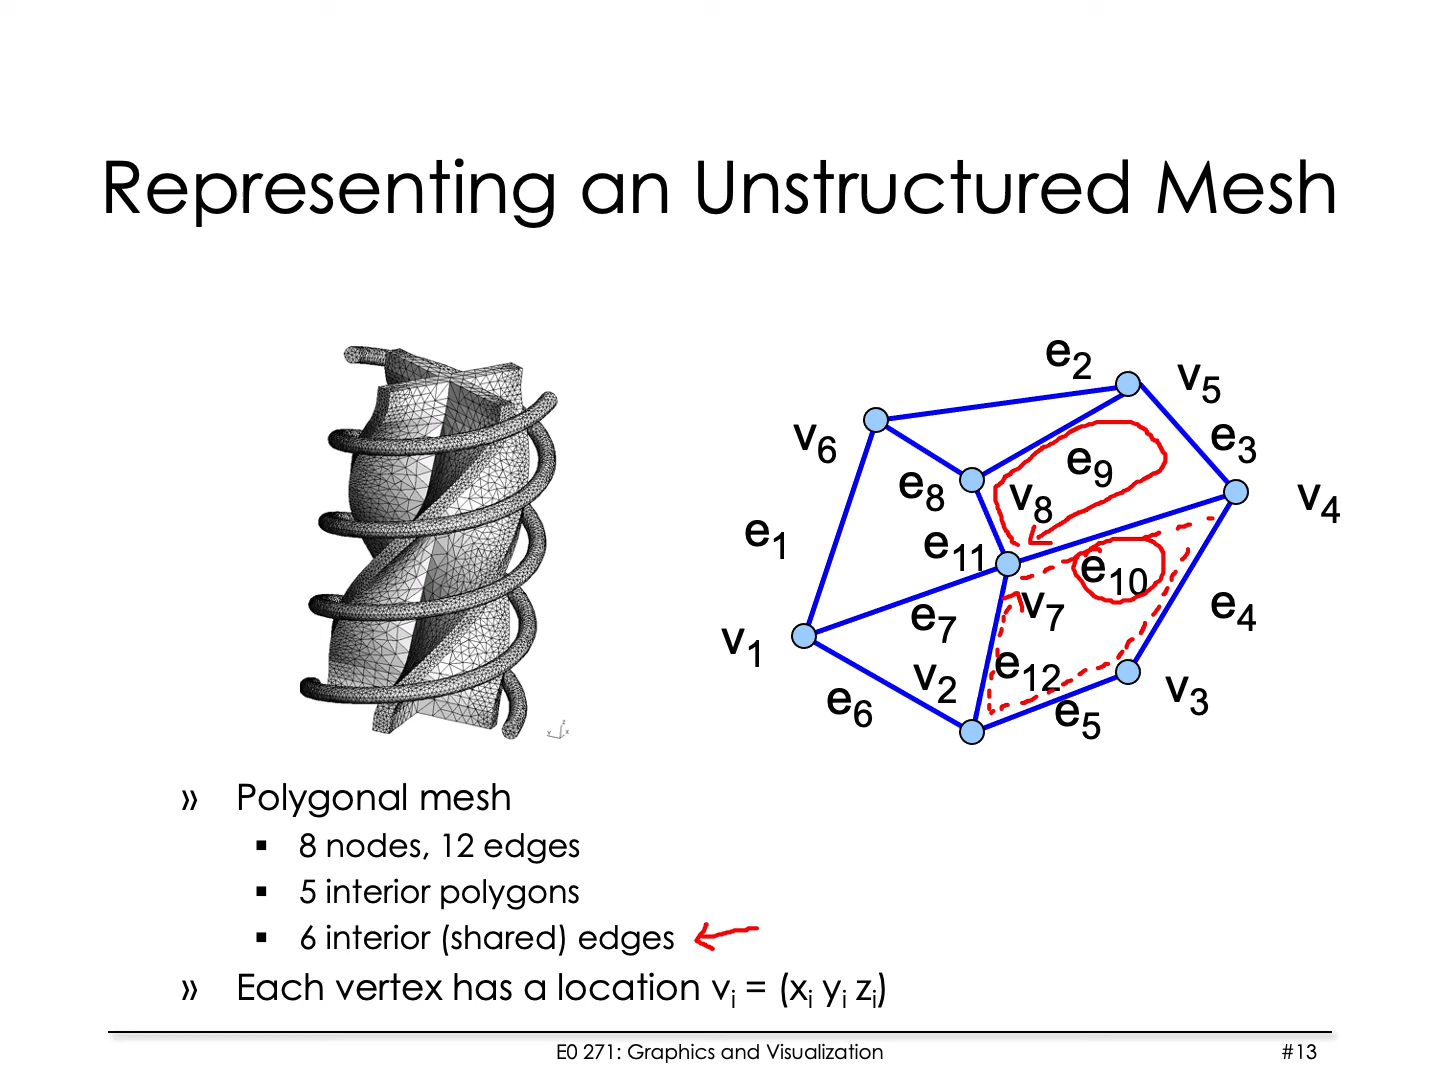 Representing an Unstructured Mesh
e₂
v₅
v₆
e₃
e₉
e₈
v₈
v₄
e₁
e₁₁
e₁₀
e₇
v₇
e₄
v₁
v₂
e₁₂
v₃
e₆
e₅
» Polygonal mesh
▪ 8 nodes, 12 edges
▪ 5 interior polygons
▪ 6 interior (shared) edges
» Each vertex has a location vᵢ = (xᵢ yᵢ zᵢ)
E0 271: Graphics and Visualization
#13